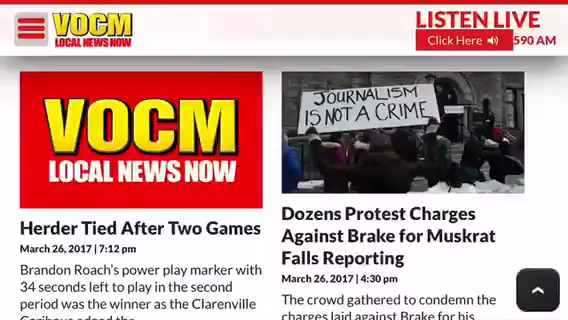 VOCM
LOCAL NEWS NOW
LISTEN LIVE
Click Here
590 AM
VOCM
LOCAL NEWS NOW
Herder Tied After Two Games
March 26, 2017 | 7:12 pm
Brandon Roach's power play marker with
34 seconds left to play in the second
period was the winner as the Clarenville
JOURNALISM
IS NOT A CRIME
Dozens Protest Charges
Against Brake for Muskrat
Falls Reporting
March 26, 2017 | 4:30 pm
The crowd gathered to condemn the
charges laid against Brake for his